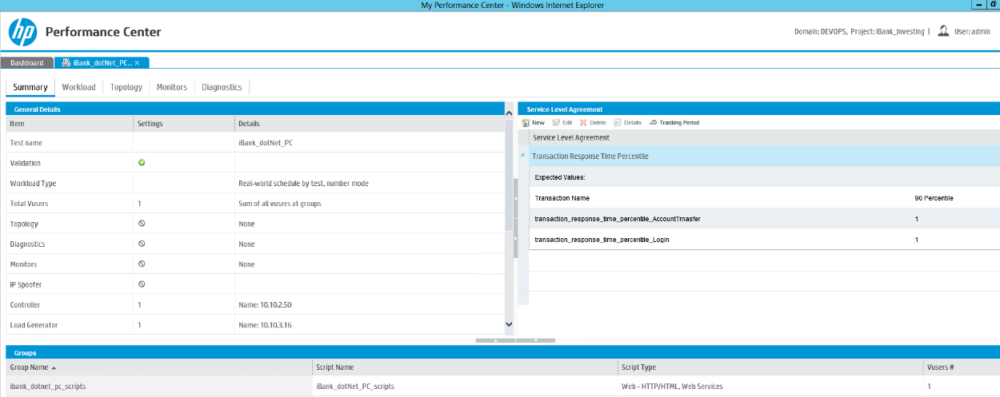 My Performance Center - Windows Internet Explorer
hp Performance Center
Domain: DEVOPS, Project: iBank_Investing | User: admin
Dashboard iBank_dotNet_PC... ×
Summary Workload Topology Monitors Diagnostics
General Details
Item Settings Details
Test name iBank_dotNet_PC
Validation
Workload Type Real-world schedule by test, number mode
Total Vusers 1 Sum of all vusers at groups
Topology None
Diagnostics None
Monitors None
IP Spoofer
Controller 1 Name: 10.10.2.50
Load Generator 1 Name: 10.10.3.16
Service Level Agreement
New Edit Delete Details Tracking Period
Service Level Agreement
Transaction Response Time Percentile
Expected Values:
Transaction Name 90 Percentile
transaction_response_time_percentile_AccountTrnasfer 1
transaction_response_time_percentile_Login 1
Groups
Group Name Script Name Script Type Vusers #
ibank_dotnet_pc_scripts iBank_dotNet_PC_scripts Web - HTTP/HTML, Web Services 1